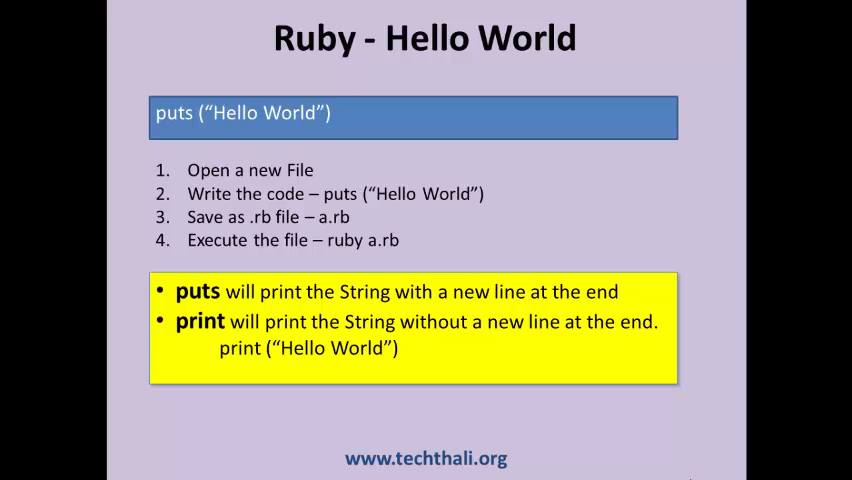 Ruby - Hello World
puts (“Hello World”)
1. Open a new File
2. Write the code – puts (“Hello World”)
3. Save as .rb file – a.rb
4. Execute the file – ruby a.rb
• puts will print the String with a new line at the end
• print will print the String without a new line at the end.
print (“Hello World”)
www.techthali.org